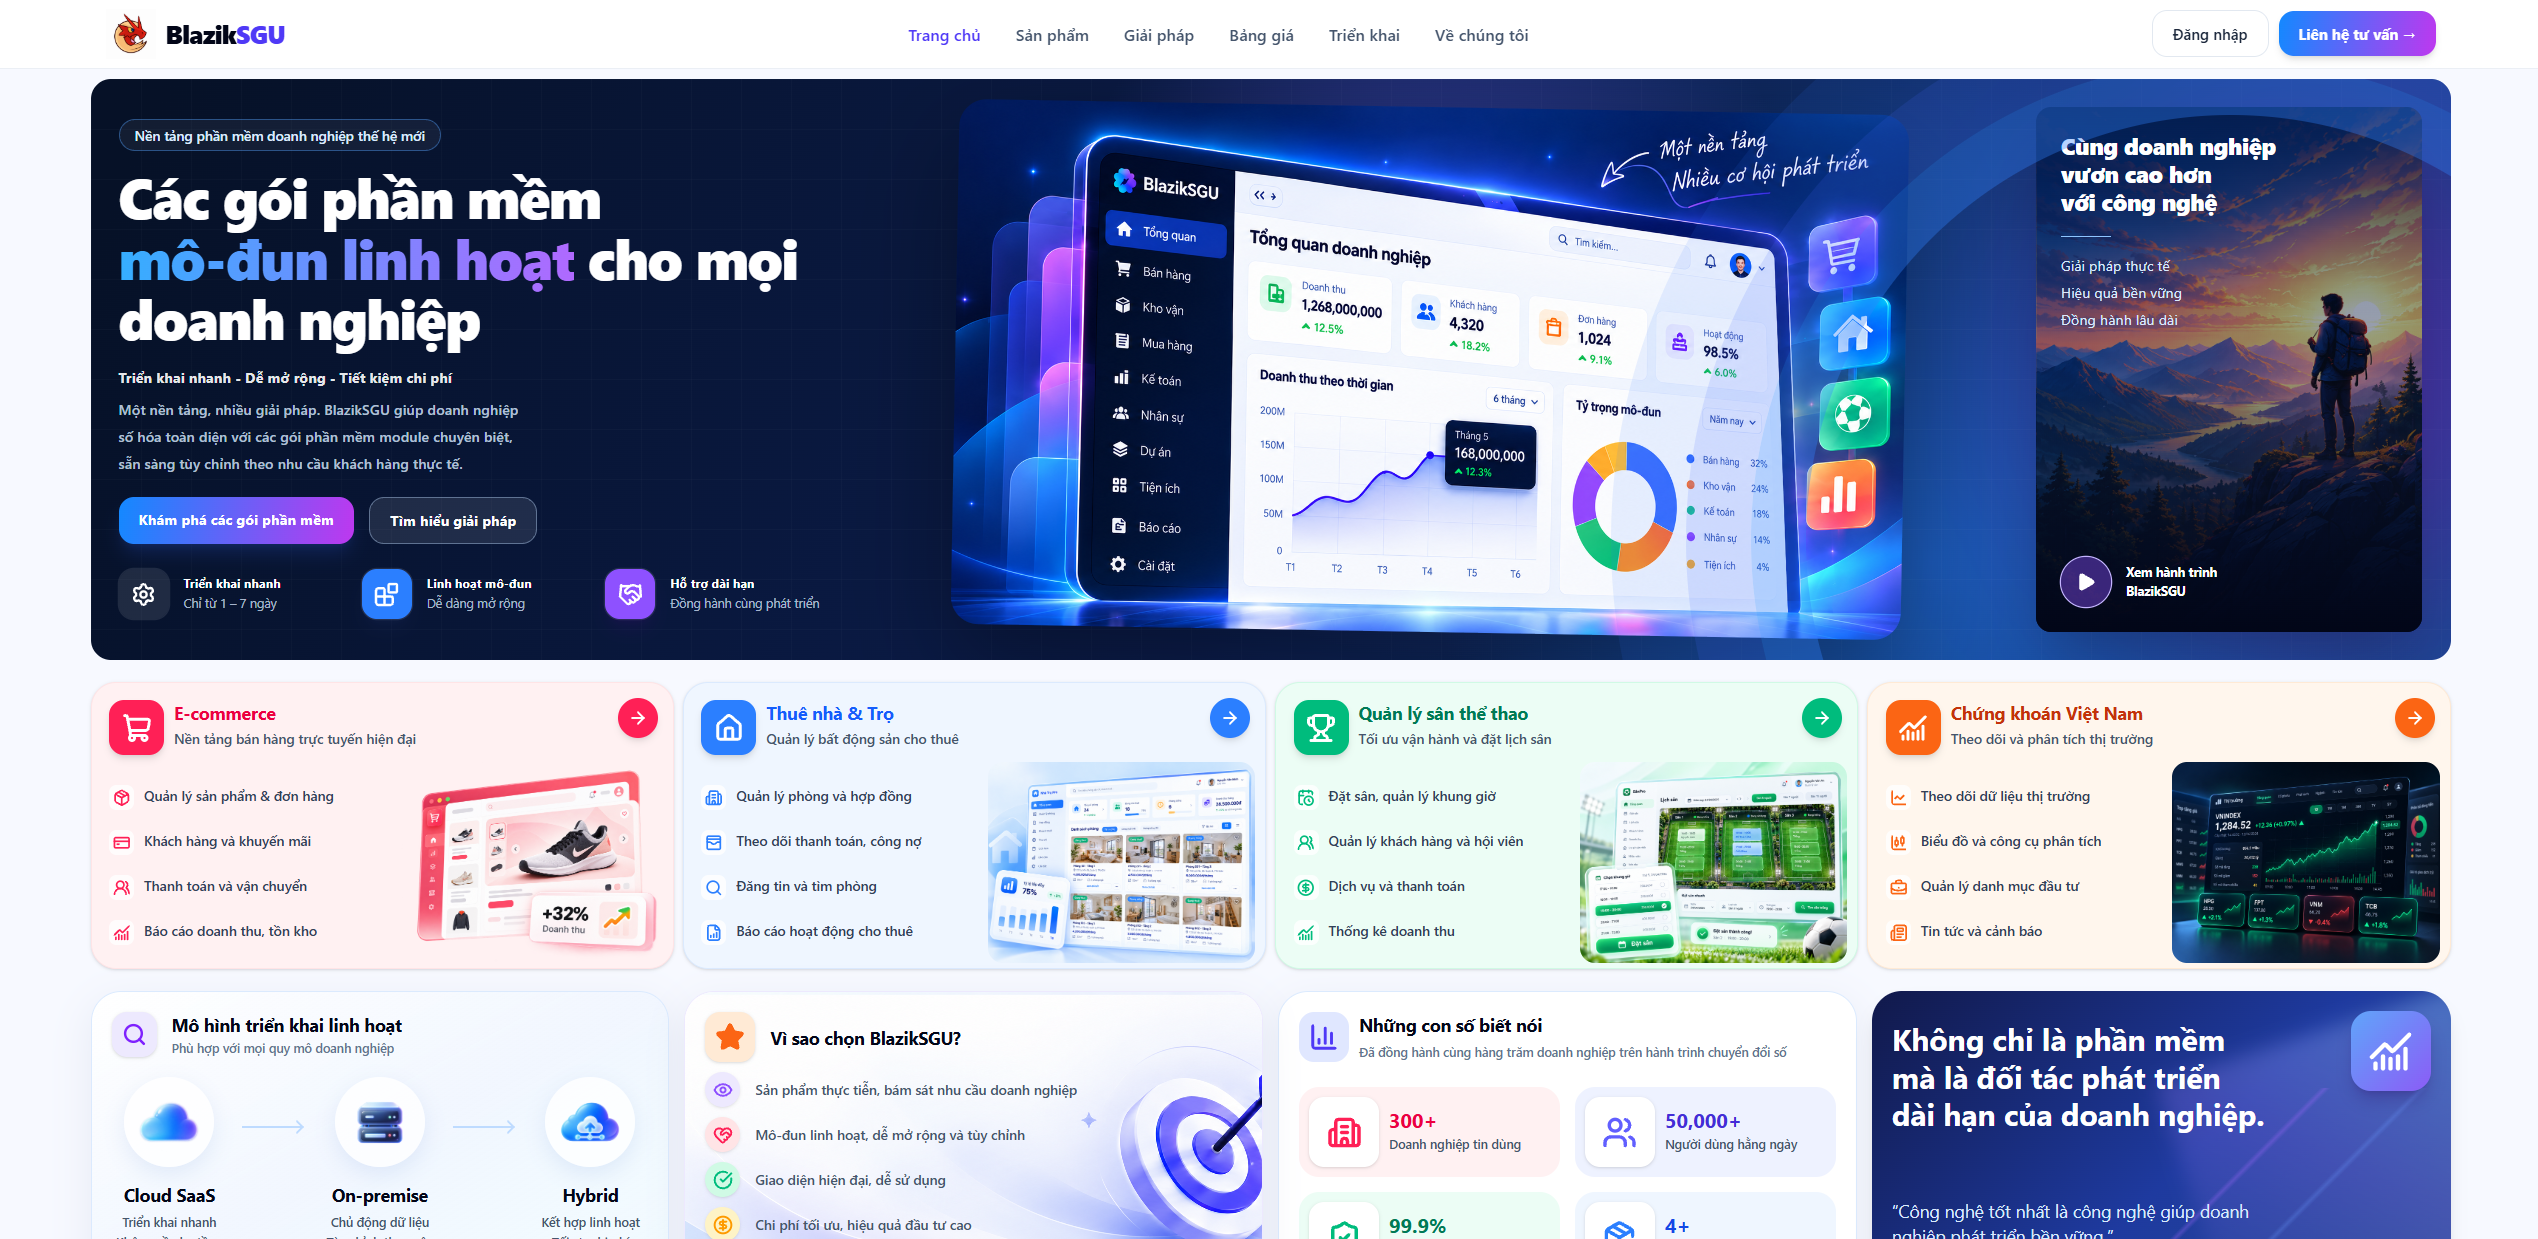 BlazikSGU
Trang chủ
Sản phẩm
Giải pháp
Bảng giá
Triển khai
Về chúng tôi
Đăng nhập
Liên hệ tư vấn →
Nền tảng phần mềm doanh nghiệp thế hệ mới
Các gói phần mềm
mô-đun linh hoạt cho mọi
doanh nghiệp
Triển khai nhanh - Dễ mở rộng - Tiết kiệm chi phí
Một nền tảng, nhiều giải pháp. BlazikSGU giúp doanh nghiệp
số hóa toàn diện với các gói phần mềm module chuyên biệt,
sẵn sàng tùy chỉnh theo nhu cầu khách hàng thực tế.
Khám phá các gói phần mềm
Tìm hiểu giải pháp
Triển khai nhanh
Chỉ từ 1 – 7 ngày
Linh hoạt mô-đun
Dễ dàng mở rộng
Hỗ trợ dài hạn
Đồng hành cùng phát triển
Một nền tảng
Nhiều cơ hội phát triển
BlazikSGU
Tổng quan
Bán hàng
Kho vận
Mua hàng
Kế toán
Nhân sự
Dự án
Tiện ích
Báo cáo
Cài đặt
Tổng quan doanh nghiệp
Tìm kiếm...
Doanh thu
1,268,000,000
12.5%
Khách hàng
4,320
18.2%
Đơn hàng
1,024
9.1%
Hoạt động
98.5%
6.0%
Doanh thu theo thời gian
6 tháng
200M
150M
100M
50M
0
T1
T2
T3
T4
T5
T6
Tháng 5
168,000,000
12.3%
Tỷ trọng mô-đun
Năm nay
Bán hàng 32%
Kho vận 24%
Kế toán 18%
Nhân sự 14%
Tiện ích 4%
Cùng doanh nghiệp
vươn cao hơn
với công nghệ
Giải pháp thực tế
Hiệu quả bền vững
Đồng hành lâu dài
Xem hành trình
BlazikSGU
E-commerce
Nền tảng bán hàng trực tuyến hiện đại
Quản lý sản phẩm & đơn hàng
Khách hàng và khuyến mãi
Thanh toán và vận chuyển
Báo cáo doanh thu, tồn kho
+32%
Doanh thu
Thuê nhà & Trọ
Quản lý bất động sản cho thuê
Quản lý phòng và hợp đồng
Theo dõi thanh toán, công nợ
Đăng tin và tìm phòng
Báo cáo hoạt động cho thuê
75%
Quản lý sân thể thao
Tối ưu vận hành và đặt lịch sân
Đặt sân, quản lý khung giờ
Quản lý khách hàng và hội viên
Dịch vụ và thanh toán
Thống kê doanh thu
Lịch sân
Đặt sân
Chứng khoán Việt Nam
Theo dõi và phân tích thị trường
Theo dõi dữ liệu thị trường
Biểu đồ và công cụ phân tích
Quản lý danh mục đầu tư
Tin tức và cảnh báo
VNINDEX
1,284.52 +12.36 (+0.97%)
HPG
+2.1%
FPT
+1.3%
VNM
-0.4%
TCB
+1.8%
Mô hình triển khai linh hoạt
Phù hợp với mọi quy mô doanh nghiệp
Cloud SaaS
Triển khai nhanh
On-premise
Chủ động dữ liệu
Hybrid
Kết hợp linh hoạt
Vì sao chọn BlazikSGU?
Sản phẩm thực tiễn, bám sát nhu cầu doanh nghiệp
Mô-đun linh hoạt, dễ mở rộng và tùy chỉnh
Giao diện hiện đại, dễ sử dụng
Chi phí tối ưu, hiệu quả đầu tư cao
Những con số biết nói
Đã đồng hành cùng hàng trăm doanh nghiệp trên hành trình chuyển đổi số
300+
Doanh nghiệp tin dùng
50,000+
Người dùng hằng ngày
99.9%
4+
Không chỉ là phần mềm
mà là đối tác phát triển
dài hạn của doanh nghiệp.
“Công nghệ tốt nhất là công nghệ giúp doanh
nghiệp phát triển bền vững.”